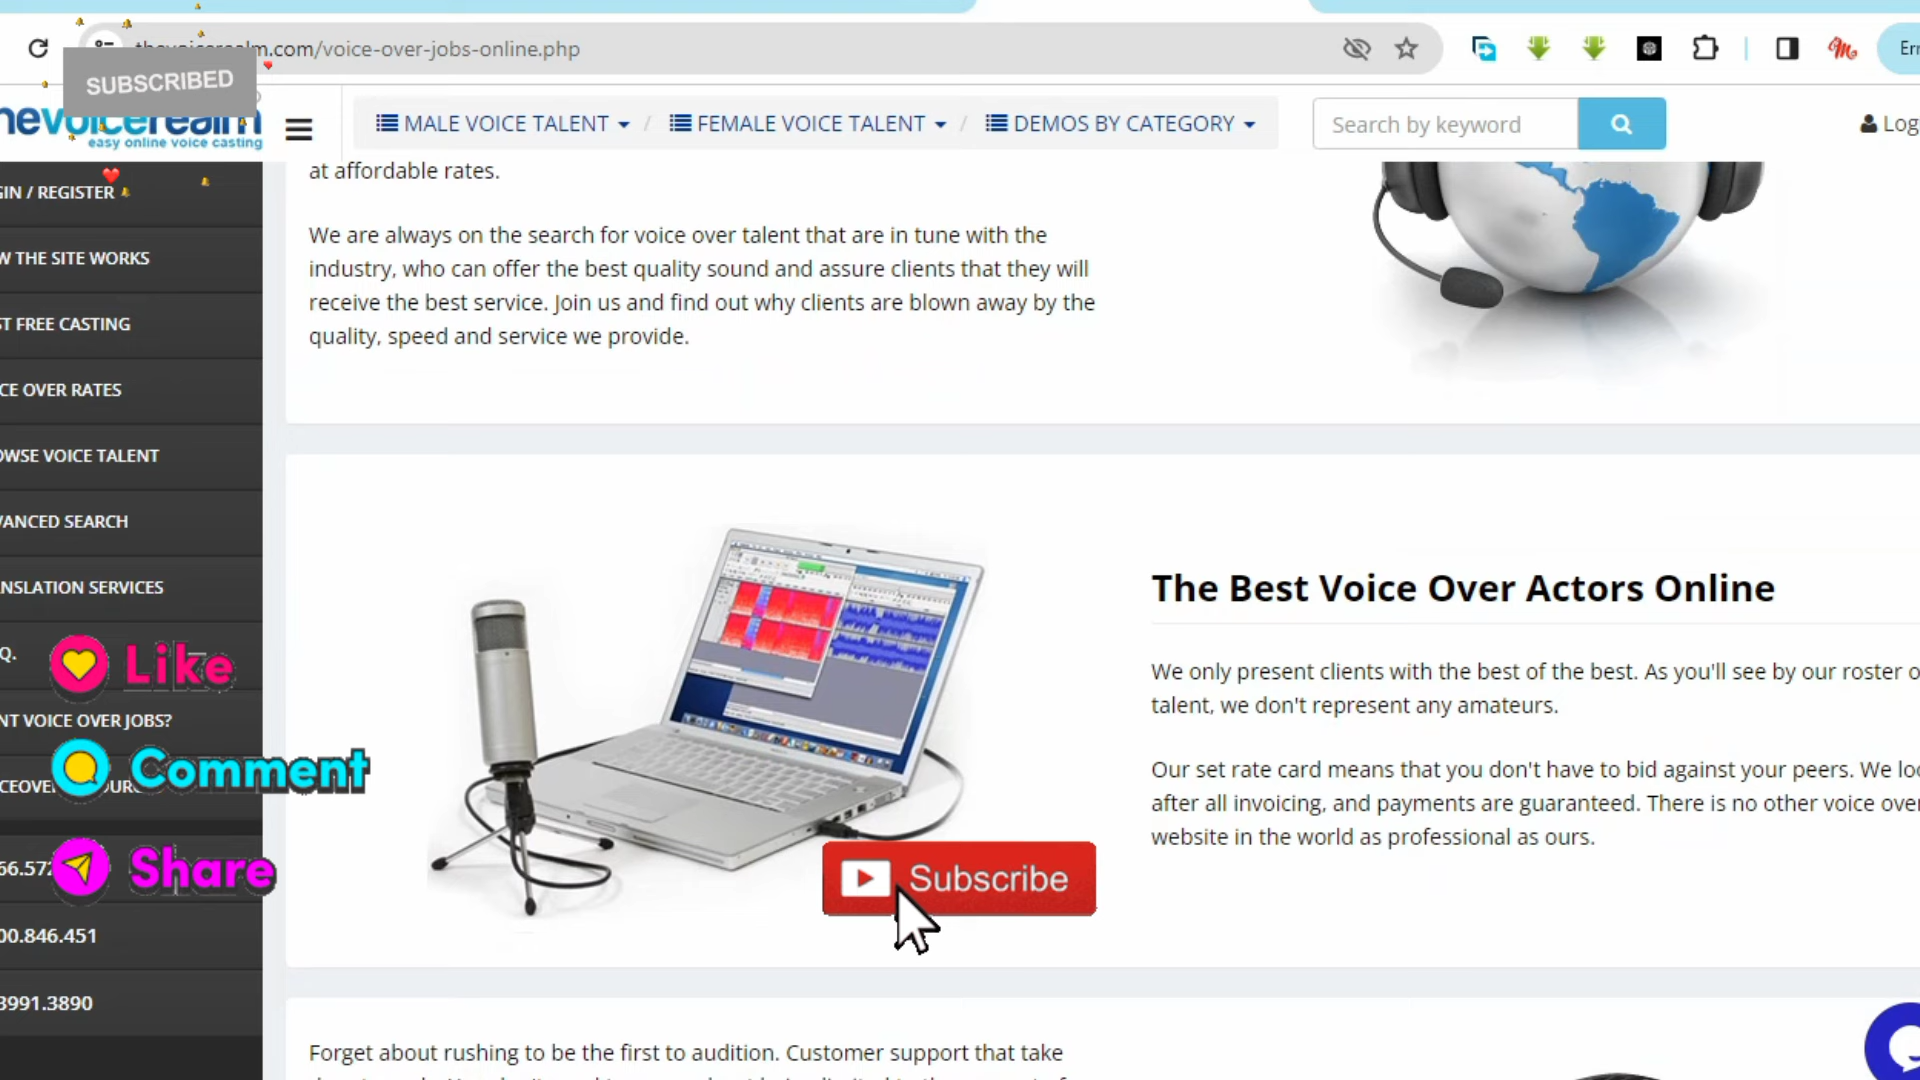 thevoicerealm.com/voice-over-jobs-online.php
Err
SUBSCRIBED
hevoicerealm
easy online voice casting
MALE VOICE TALENT
FEMALE VOICE TALENT
DEMOS BY CATEGORY
Search by keyword
Log
GIN / REGISTER
W THE SITE WORKS
ST FREE CASTING
CE OVER RATES
OWSE VOICE TALENT
VANCED SEARCH
ANSLATION SERVICES
Q.
Like
NT VOICE OVER JOBS?
Comment
Share
00.846.451
3991.3890
at affordable rates.
We are always on the search for voice over talent that are in tune with the
industry, who can offer the best quality sound and assure clients that they will
receive the best service. Join us and find out why clients are blown away by the
quality, speed and service we provide.
The Best Voice Over Actors Online
We only present clients with the best of the best. As you'll see by our roster o
talent, we don't represent any amateurs.
Our set rate card means that you don't have to bid against your peers. We loo
after all invoicing, and payments are guaranteed. There is no other voice over
website in the world as professional as ours.
Subscribe
Forget about rushing to be the first to audition. Customer support that take